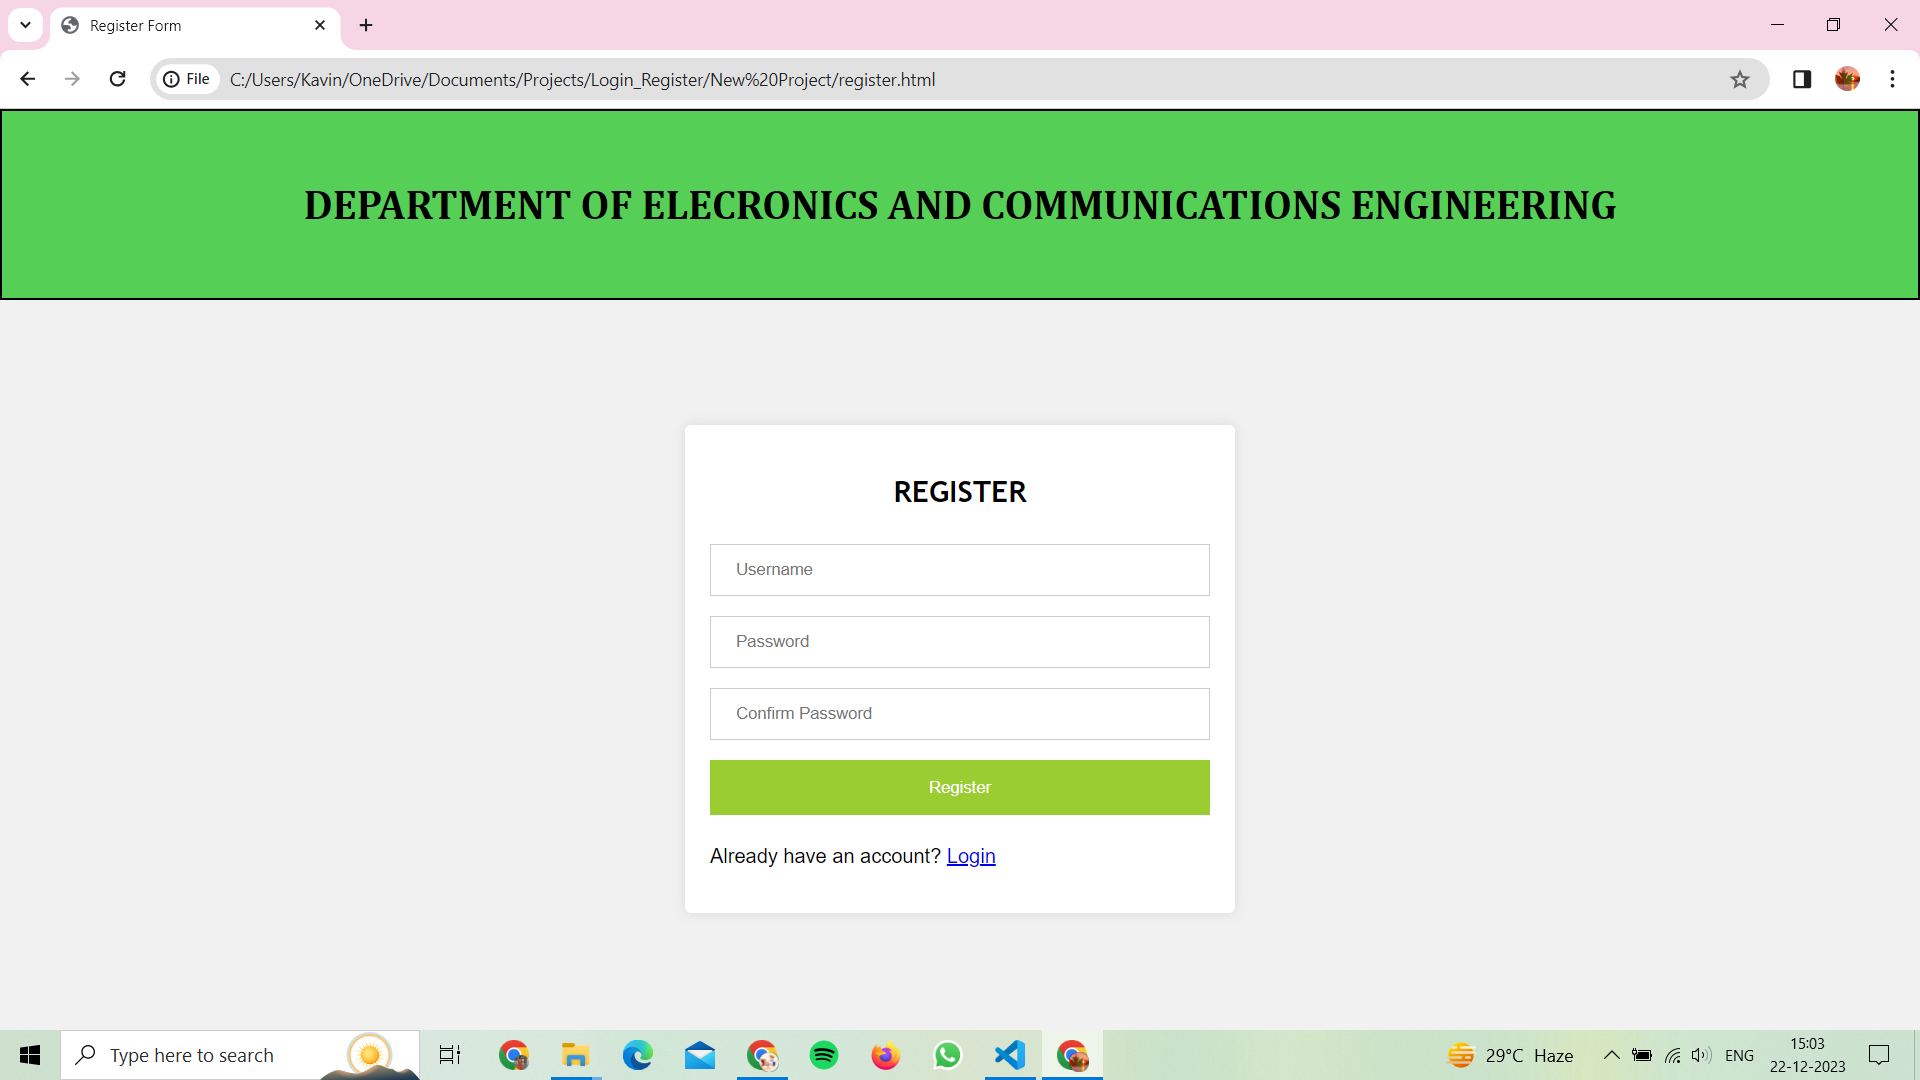 Register Form
File C:/Users/Kavin/OneDrive/Documents/Projects/Login_Register/New%20Project/register.html
DEPARTMENT OF ELECRONICS AND COMMUNICATIONS ENGINEERING
REGISTER
Username
Password
Confirm Password
Register
Already have an account? Login
Type here to search
29°C Haze
ENG
15:03
22-12-2023